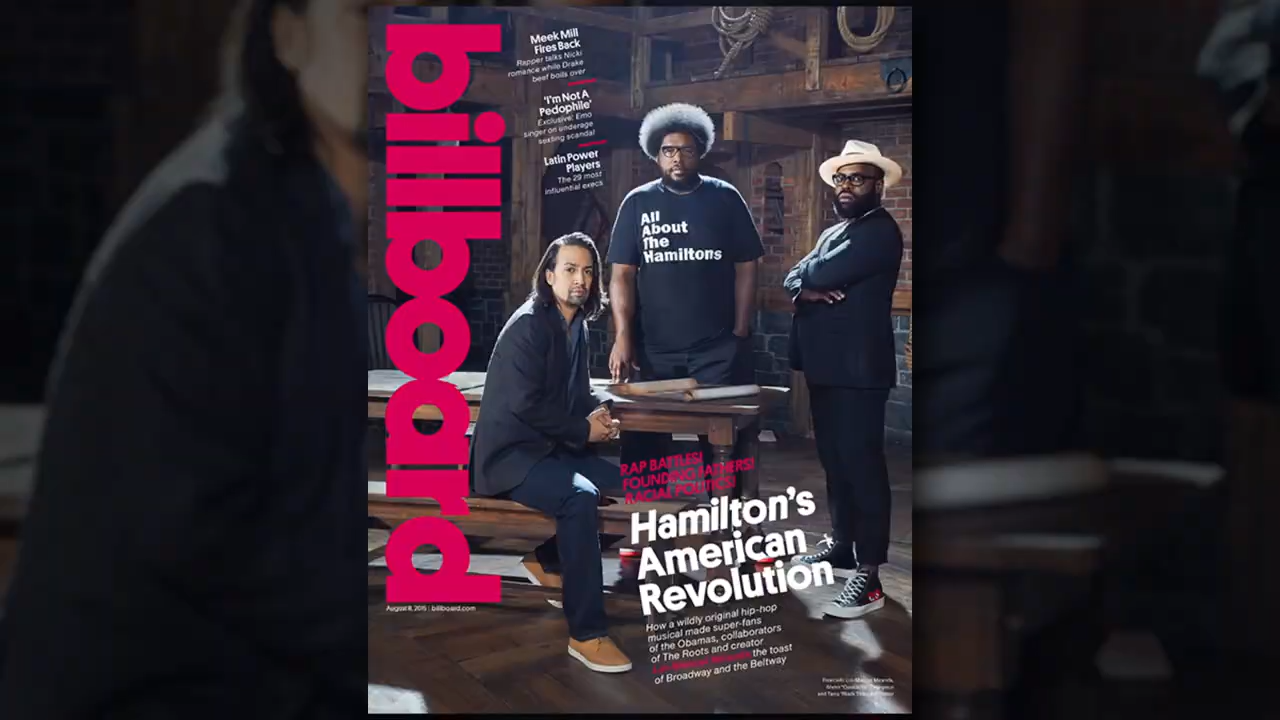 billboard
Meek Mill
Fires Back
Rapper talks Nicki
romance while Drake
beef boils over
'I'm Not A
Pedophile'
Exclusive: Emo
singer on underage
sexting scandal
Latin Power
Players
The 29 most
influential execs
All
About
The
Hamiltons
RAP BATTLES!
FOUNDING FATHERS!
RACIAL POLITICS!
Hamilton's
American
Revolution
How a wildly original hip-hop
musical made super-fans
of the Obamas, collaborators
of The Roots and creator
Lin-Manuel Miranda the toast
of Broadway and the Beltway
August 8, 2015 | billboard.com